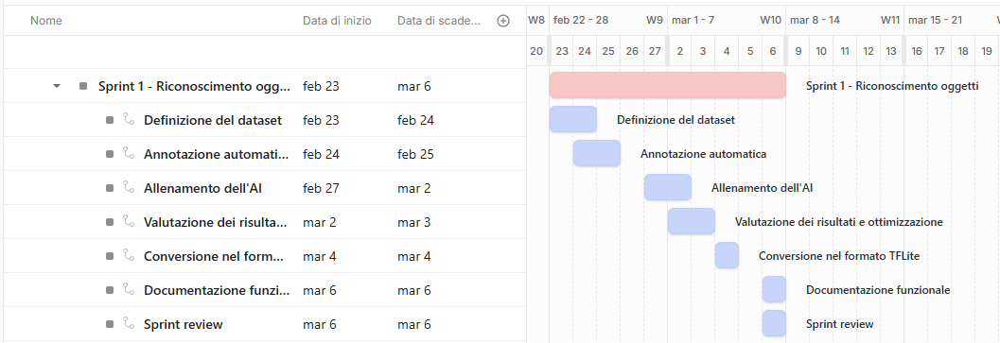 Nome Data di inizio Data di scade... W8 feb 22 - 28 W9 mar 1 - 7 W10 mar 8 - 14 W11 mar 15 - 21
20 23 24 25 26 27 2 3 4 5 6 9 10 11 12 13 16 17 18 19
Sprint 1 - Riconoscimento ogg... feb 23 mar 6 Sprint 1 - Riconoscimento oggetti
Definizione del dataset feb 23 feb 24 Definizione del dataset
Annotazione automati... feb 24 feb 25 Annotazione automatica
Allenamento dell'AI feb 27 mar 2 Allenamento dell'AI
Valutazione dei risulta... mar 2 mar 3 Valutazione dei risultati e ottimizzazione
Conversione nel form... mar 4 mar 4 Conversione nel formato TFLite
Documentazione funzi... mar 6 mar 6 Documentazione funzionale
Sprint review mar 6 mar 6 Sprint review